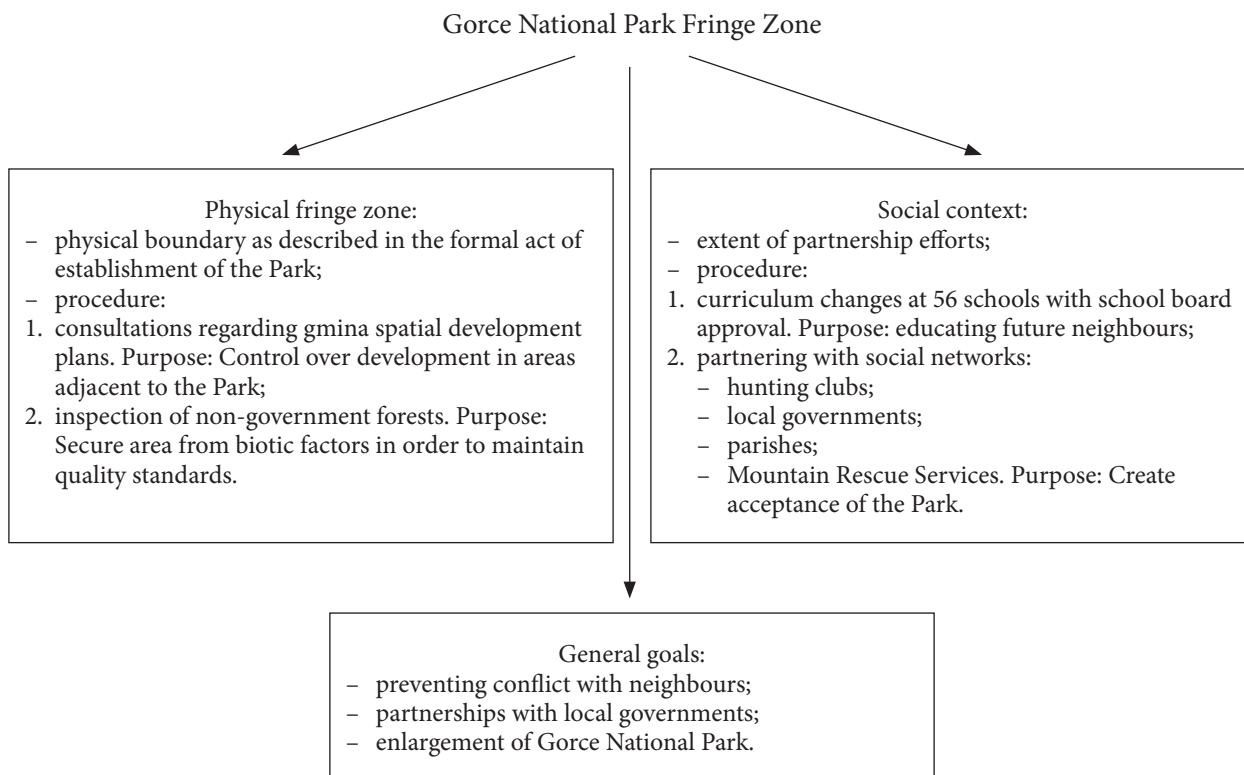 Gorce National Park Fringe Zone
Physical fringe zone:
– physical boundary as described in the formal act of
establishment of the Park;
– procedure:
1. consultations regarding gmina spatial development
plans. Purpose: Control over development in areas
adjacent to the Park;
2. inspection of non-government forests. Purpose:
Secure area from biotic factors in order to maintain
quality standards.
Social context:
– extent of partnership efforts;
– procedure:
1. curriculum changes at 56 schools with school board
approval. Purpose: educating future neighbours;
2. partnering with social networks:
– hunting clubs;
– local governments;
– parishes;
– Mountain Rescue Services. Purpose: Create
acceptance of the Park.
General goals:
– preventing conflict with neighbours;
– partnerships with local governments;
– enlargement of Gorce National Park.